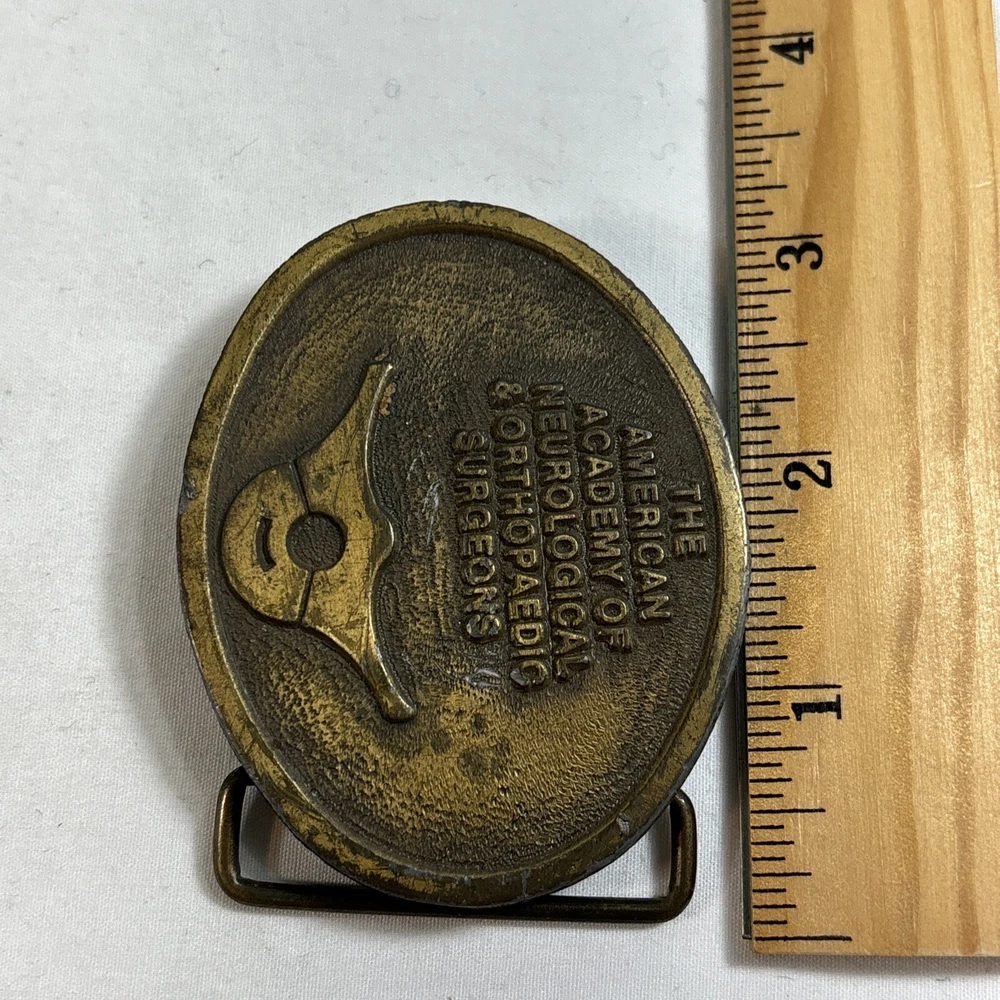 THE
AMERICAN
ACADEMY OF
NEUROLOGICAL
& ORTHOPAEDIC
SURGEONS
4
3
2
1